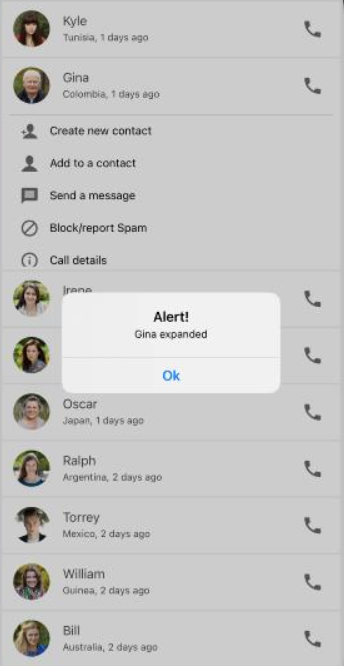 Kyle
Tunisia, 1 days ago
Gina
Colombia, 1 days ago
Create new contact
Add to a contact
Send a message
Block/report Spam
Call details
Irene
Alert!
Gina expanded
Ok
Oscar
Japan, 1 days ago
Ralph
Argentina, 2 days ago
Torrey
Mexico, 2 days ago
William
Guinea, 2 days ago
Bill
Australia, 2 days ago